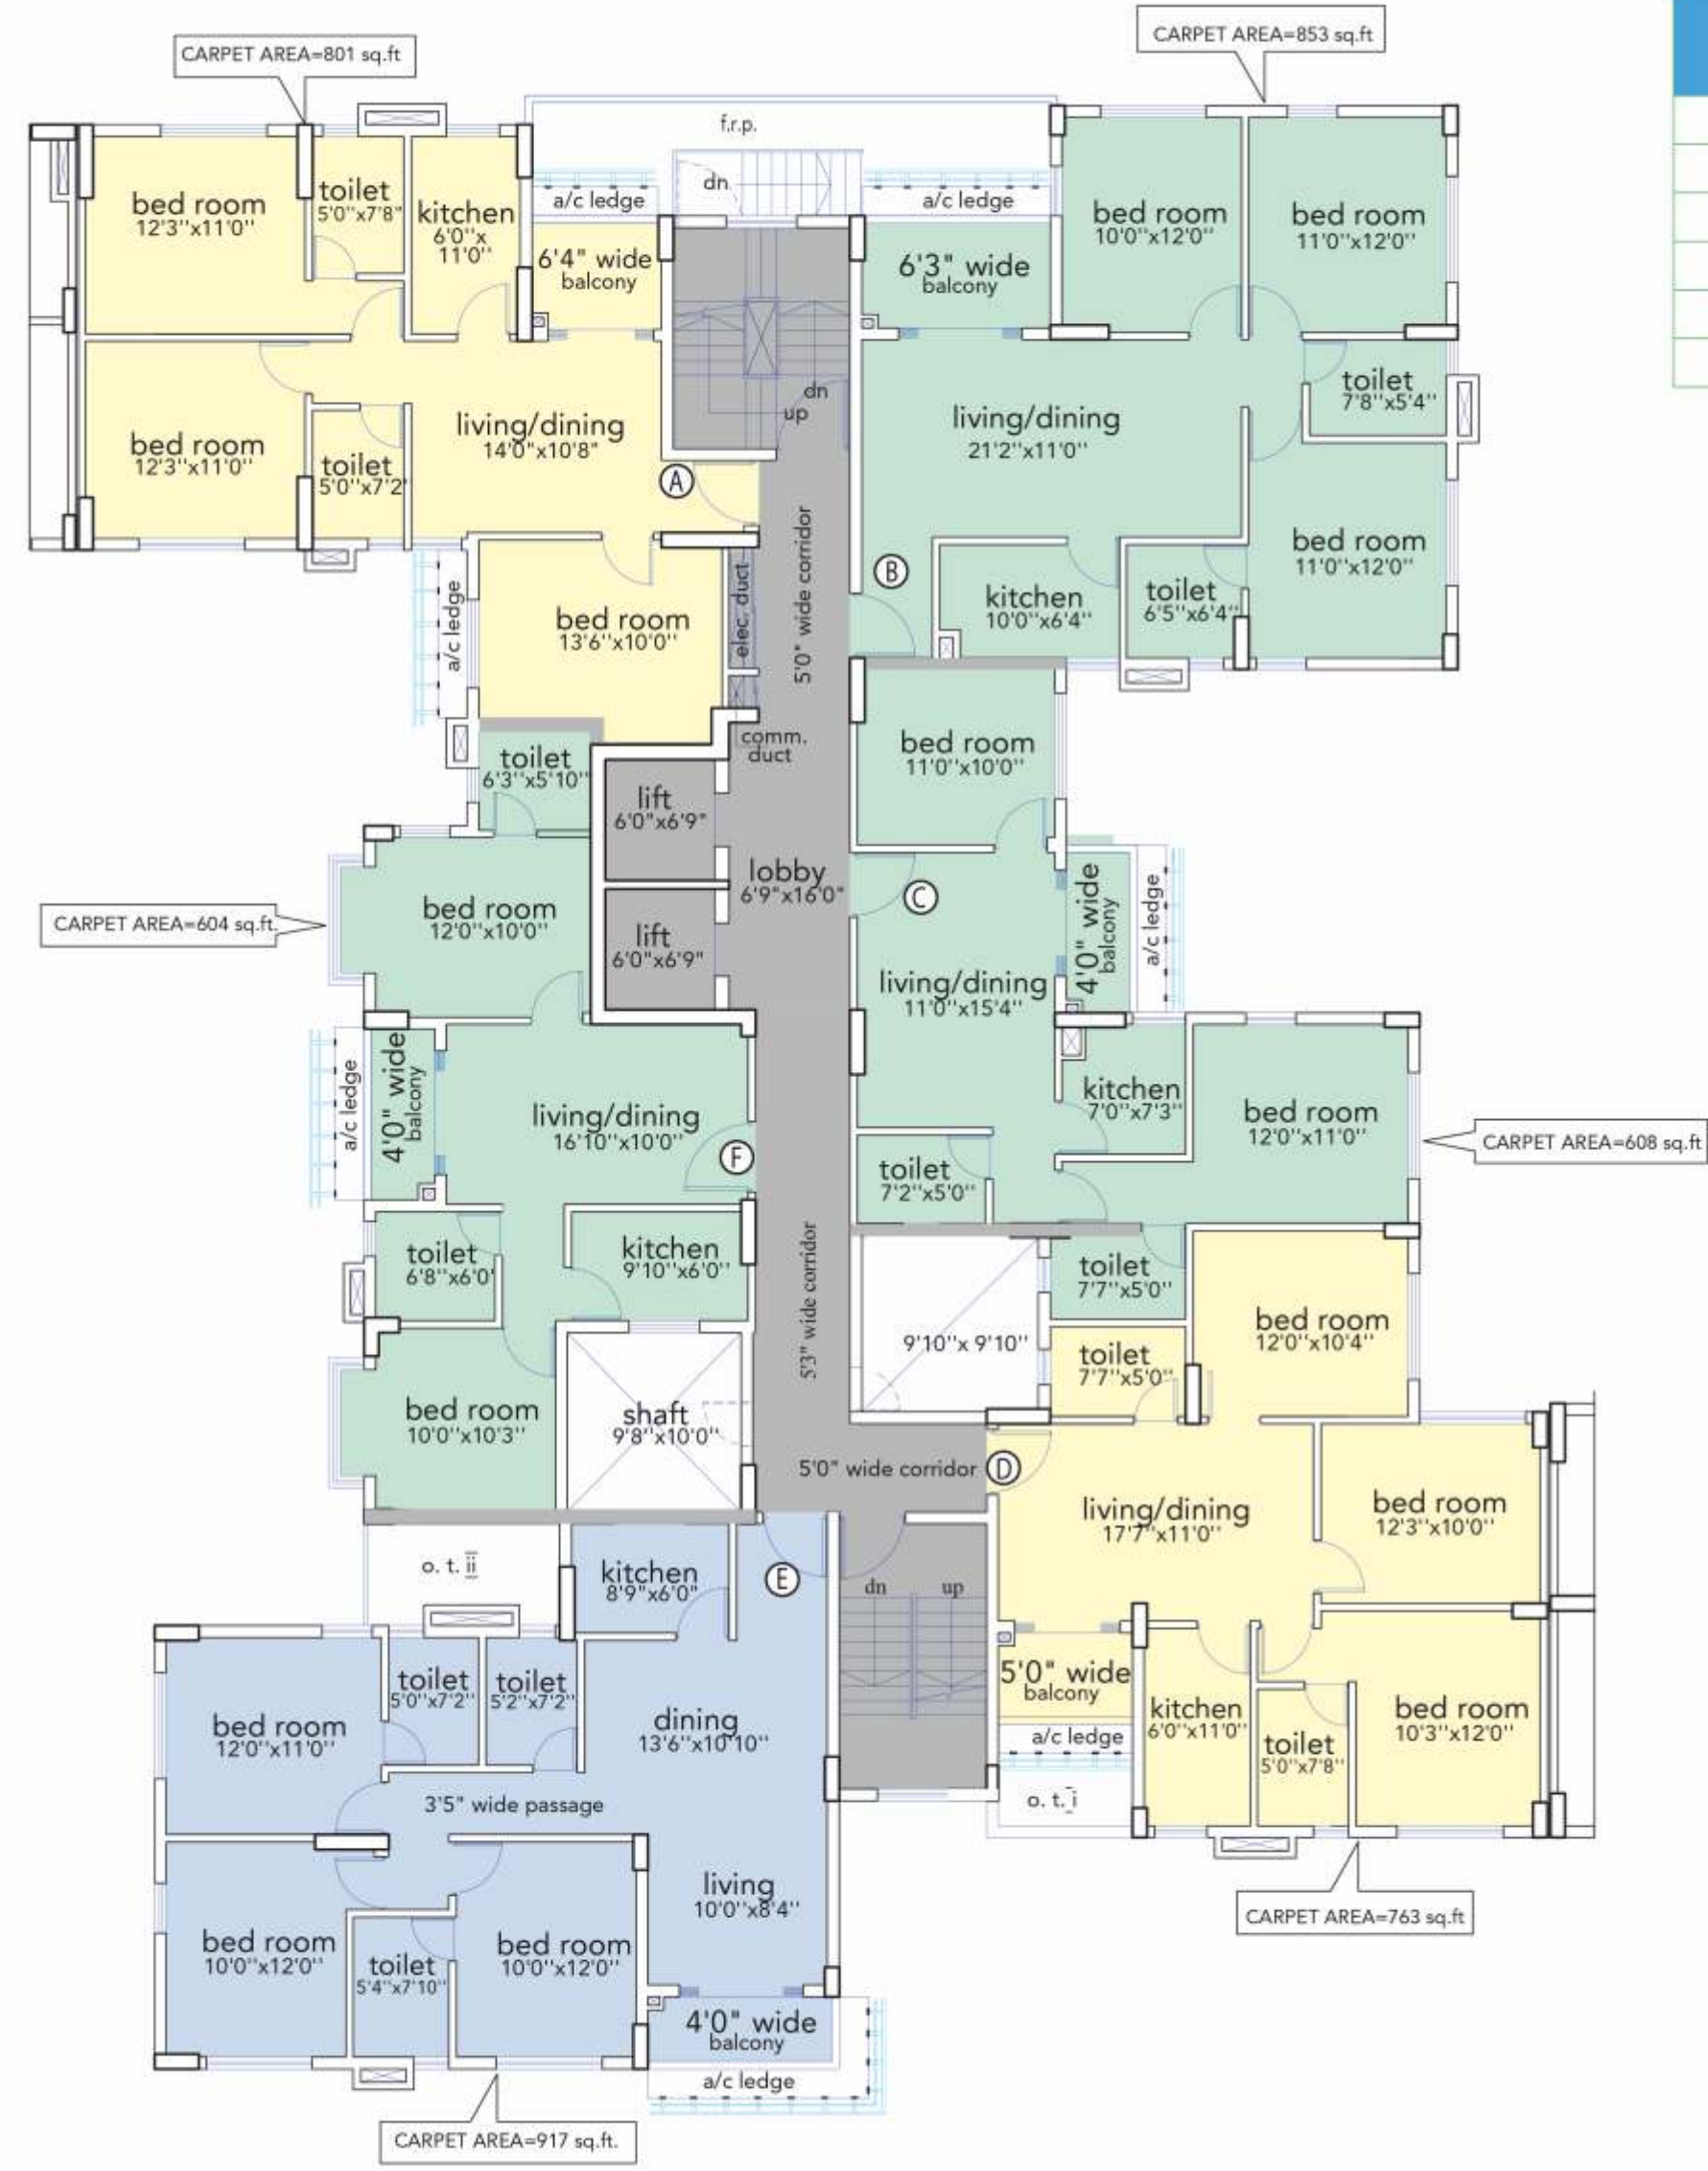 CARPET AREA=853 sq.ft
CARPET AREA=801 sq.ft
f.r.p.
dn
a/c ledge
a/c ledge
bed room
12'3''x11'0''
toilet
5'0''x7'8''
kitchen
6'0''x
11'0''
6'4" wide
balcony
6'3" wide
balcony
bed room
10'0''x12'0''
bed room
11'0''x12'0''
dn
up
toilet
7'8''x5'4''
bed room
12'3''x11'0''
toilet
5'0''x7'2'
living/dining
14'0"x10'8"
A
living/dining
21'2''x11'0''
bed room
11'0''x12'0''
5'0" wide corridor
B
kitchen
10'0''x6'4''
toilet
6'5''x6'4''
a/c ledge
bed room
13'6''x10'0''
elec. duct
comm.
duct
toilet
6'3''x5'10''
bed room
11'0''x10'0''
lift
6'0"x6'9"
lobby
6'9"x16'0"
C
4'0" wide
balcony
a/c ledge
CARPET AREA=604 sq.ft.
bed room
12'0''x10'0''
lift
6'0"x6'9"
living/dining
11'0''x15'4''
a/c ledge
4'0" wide
balcony
living/dining
16'10''x10'0''
F
kitchen
7'0''x7'3''
bed room
12'0''x11'0''
CARPET AREA=608 sq.ft
toilet
7'2''x5'0''
toilet
6'8''x6'0'
kitchen
9'10''x6'0''
5'3" wide corridor
toilet
7'7''x5'0''
9'10''x 9'10''
bed room
12'0''x10'4''
toilet
7'7''x5'0''
bed room
10'0''x10'3''
shaft
9'8''x10'0''
5'0" wide corridor
D
living/dining
17'7''x11'0''
bed room
12'3''x10'0''
o. t. ii
kitchen
8'9"x6'0"
E
dn
up
5'0" wide
balcony
a/c ledge
kitchen
6'0''x11'0''
toilet
5'0''x7'8''
bed room
10'3''x12'0''
o. t. i
bed room
12'0''x11'0''
toilet
5'0''x7'2''
toilet
5'2''x7'2''
dining
13'6''x10'10''
3'5" wide passage
living
10'0''x8'4''
CARPET AREA=763 sq.ft
bed room
10'0''x12'0''
toilet
5'4''x7'10''
bed room
10'0''x12'0''
4'0" wide
balcony
a/c ledge
CARPET AREA=917 sq.ft.